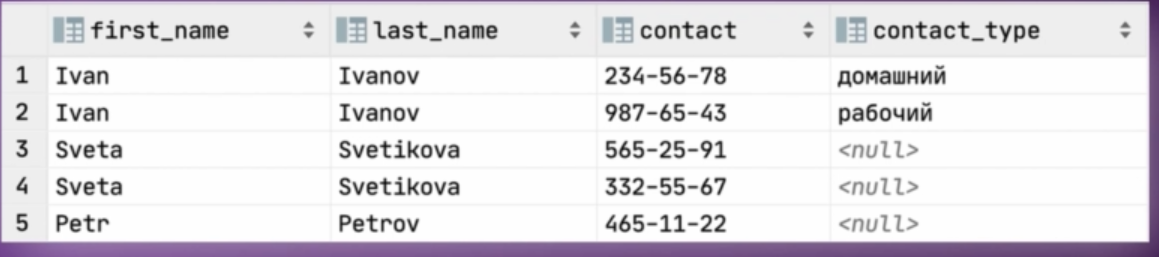 first_name last_name contact contact_type
1 Ivan Ivanov 234-56-78 домашний
2 Ivan Ivanov 987-65-43 рабочий
3 Sveta Svetikova 565-25-91 <null>
4 Sveta Svetikova 332-55-67 <null>
5 Petr Petrov 465-11-22 <null>